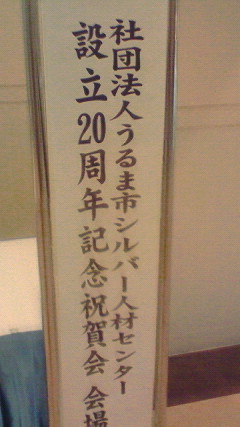 社団法人うるま市シルバー人材センター
設立20周年記念祝賀会 会場